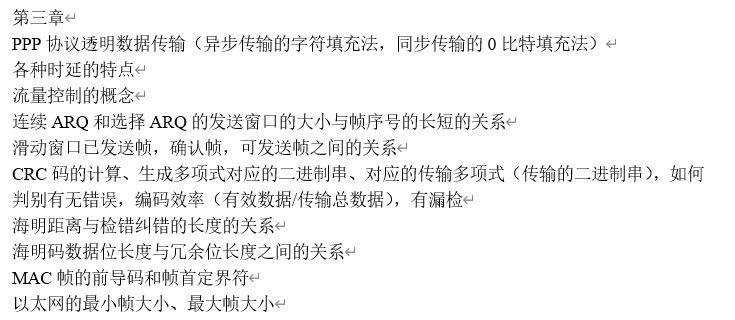 第三章
PPP 协议透明数据传输（异步传输的字符填充法，同步传输的 0 比特填充法）
各种时延的特点
流量控制的概念
连续 ARQ 和选择 ARQ 的发送窗口的大小与帧序号的长短的关系
滑动窗口已发送帧，确认帧，可发送帧之间的关系
CRC 码的计算、生成多项式对应的二进制串、对应的传输多项式（传输的二进制串），如何
判别有无错误，编码效率（有效数据/传输总数据），有漏检
海明距离与检错纠错的长度的关系
海明码数据位长度与冗余位长度之间的关系
MAC 帧的前导码和帧首定界符
以太网的最小帧大小、最大帧大小